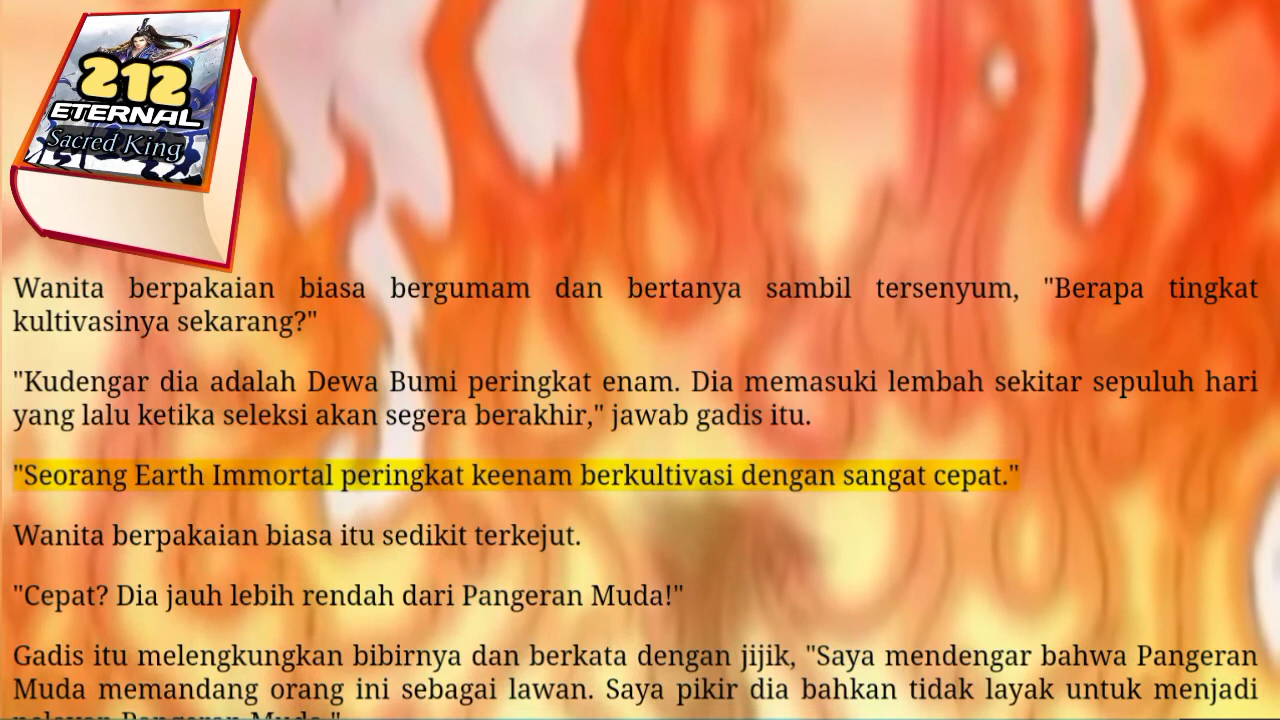 212
ETERNAL
Sacred King
Wanita berpakaian biasa bergumam dan bertanya sambil tersenyum, "Berapa tingkat
kultivasinya sekarang?"
"Kudengar dia adalah Dewa Bumi peringkat enam. Dia memasuki lembah sekitar sepuluh hari
yang lalu ketika seleksi akan segera berakhir," jawab gadis itu.
"Seorang Earth Immortal peringkat keenam berkultivasi dengan sangat cepat."
Wanita berpakaian biasa itu sedikit terkejut.
"Cepat? Dia jauh lebih rendah dari Pangeran Muda!"
Gadis itu melengkungkan bibirnya dan berkata dengan jijik, "Saya mendengar bahwa Pangeran
Muda memandang orang ini sebagai lawan. Saya pikir dia bahkan tidak layak untuk menjadi